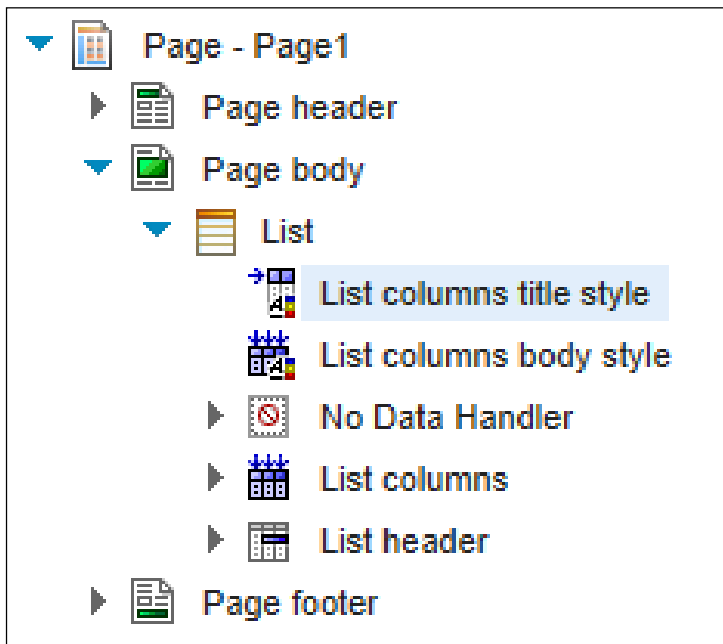 Page - Page1
Page header
Page body
List
List columns title style
List columns body style
No Data Handler
List columns
List header
Page footer